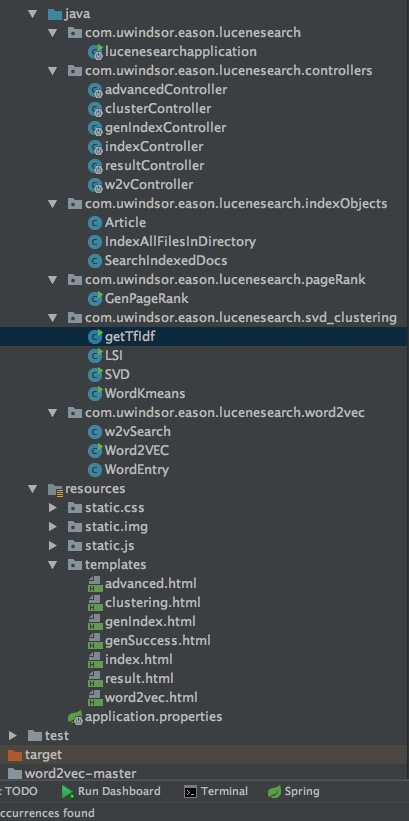 java
com.uwindsor.eason.lucenesearch
lucenesearchapplication
com.uwindsor.eason.lucenesearch.controllers
advancedController
clusterController
genIndexController
indexController
resultController
w2vController
com.uwindsor.eason.lucenesearch.indexObjects
Article
IndexAllFilesInDirectory
SearchIndexedDocs
com.uwindsor.eason.lucenesearch.pageRank
GenPageRank
com.uwindsor.eason.lucenesearch.svd_clustering
getTfIdf
LSI
SVD
WordKmeans
com.uwindsor.eason.lucenesearch.word2vec
w2vSearch
Word2VEC
WordEntry
resources
static.css
static.img
static.js
templates
advanced.html
clustering.html
genIndex.html
genSuccess.html
index.html
result.html
word2vec.html
application.properties
test
target
word2vec-master
: TODO Run Dashboard Terminal Spring
occurrences found